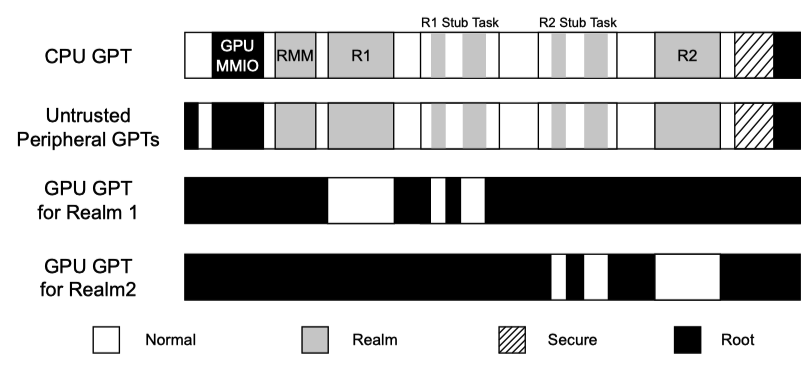 R1 Stub Task R2 Stub Task
CPU GPT
GPU
MMIO
RMM
R1
R2
Untrusted
Peripheral GPTs
GPU GPT
for Realm 1
GPU GPT
for Realm2
Normal Realm Secure Root